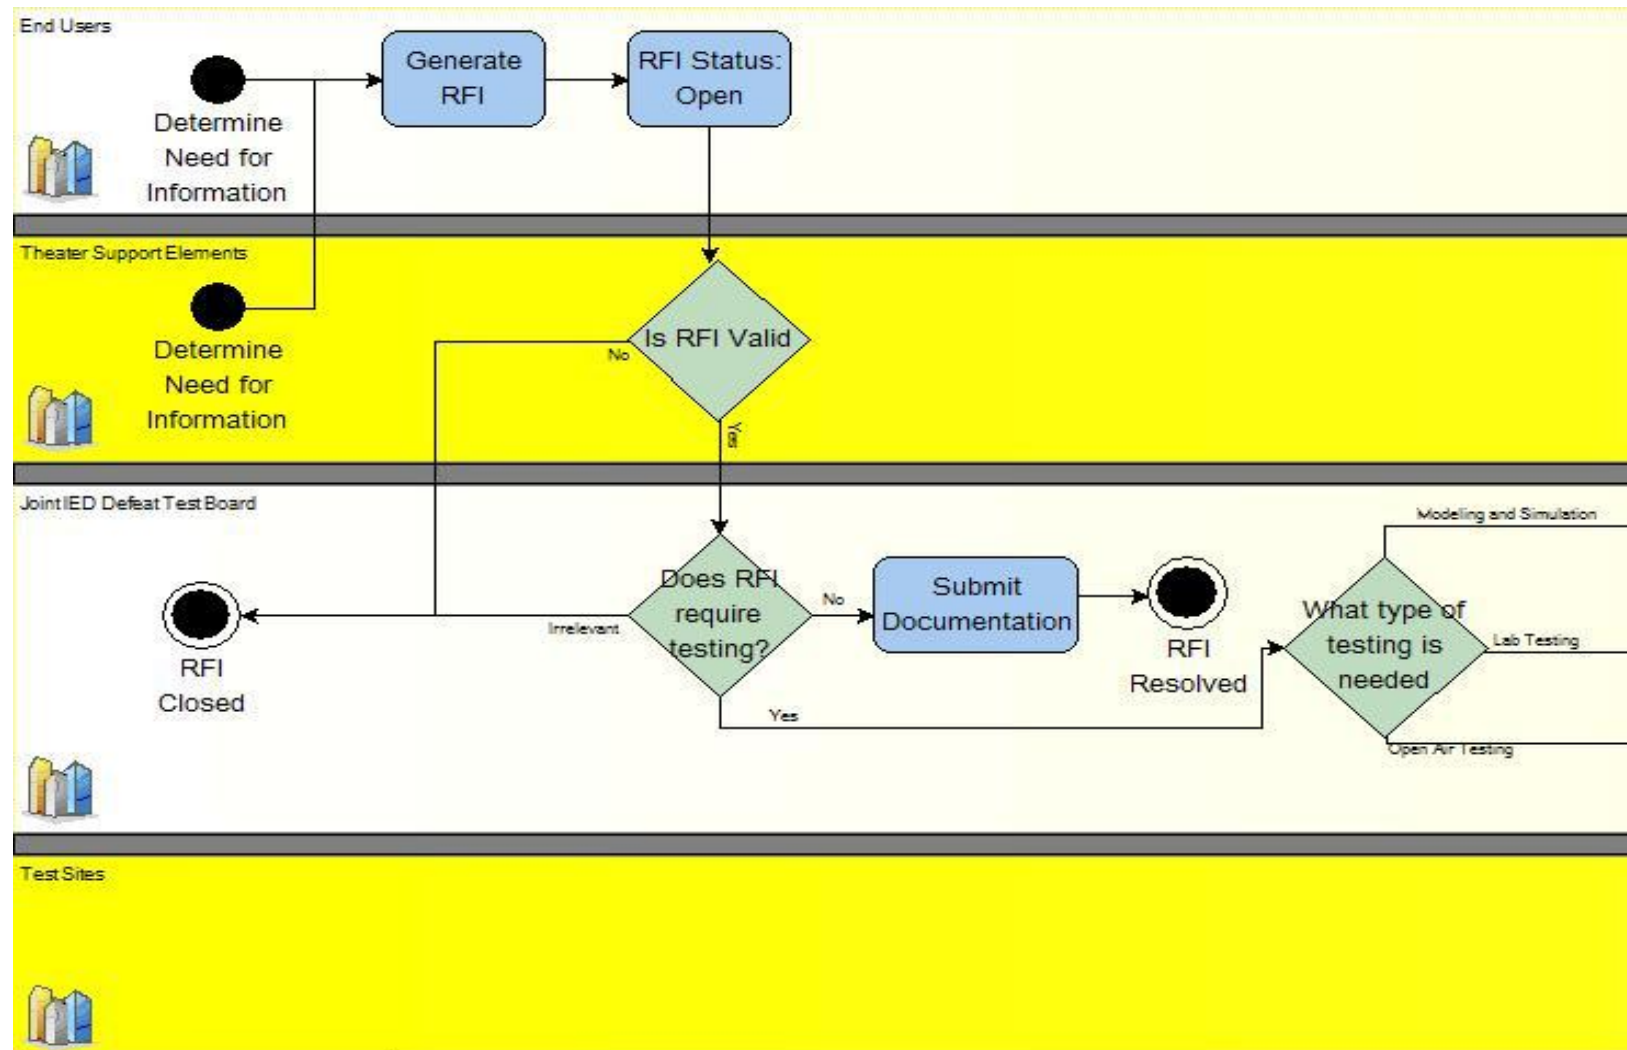 End Users
Determine
Need for
Information
Generate
RFI
RFI Status:
Open
Theater Support Elements
Determine
Need for
Information
Is RFI Valid
No
Yes
Joint IED Defeat Test Board
RFI
Closed
Irrelevant
Does RFI
require
testing?
No
Yes
Submit
Documentation
RFI
Resolved
What type of
testing is
needed
Modeling and Simulation
Lab Testing
Open Air Testing
Test Sites